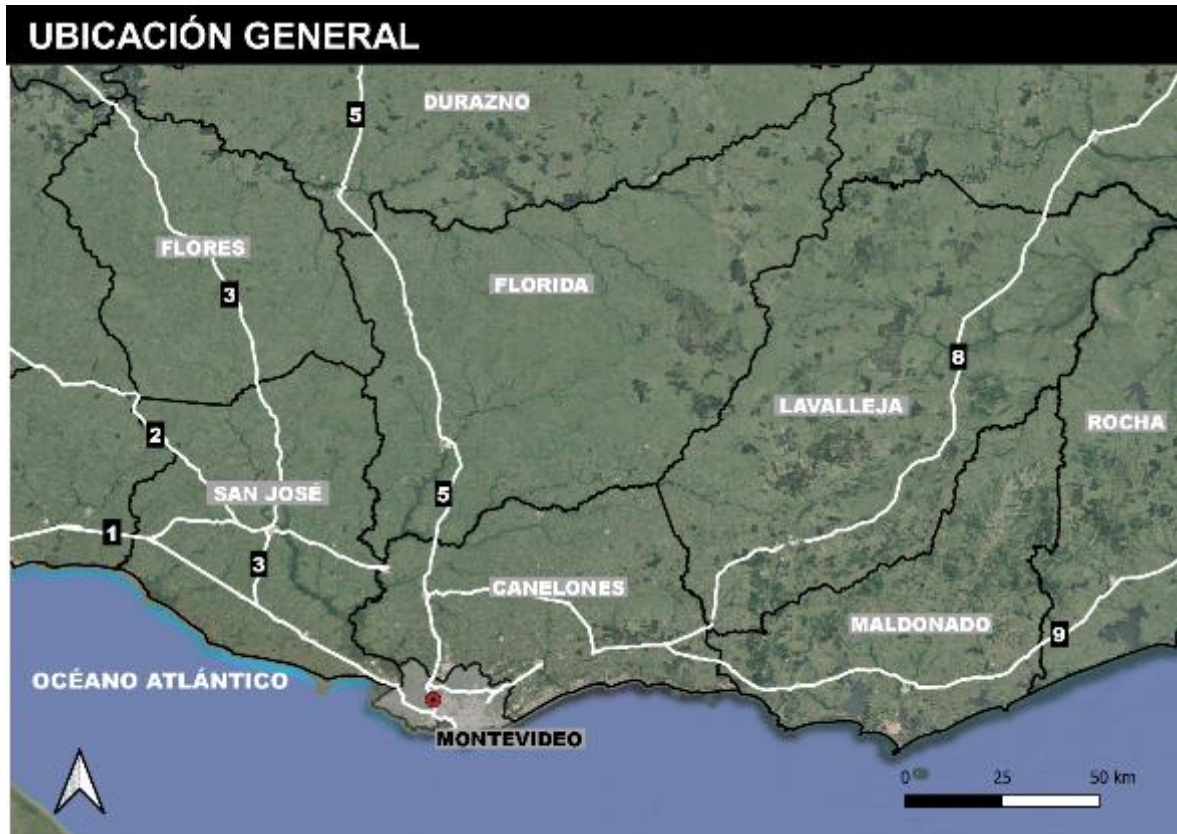 UBICACIÓN GENERAL
DURAZNO
5
FLORES
3
FLORIDA
8
LAVALLEJA
ROCHA
2
SAN JOSÉ
5
1
3
CANELONES
MALDONADO
9
OCÉANO ATLÁNTICO
MONTEVIDEO
0 25 50 km